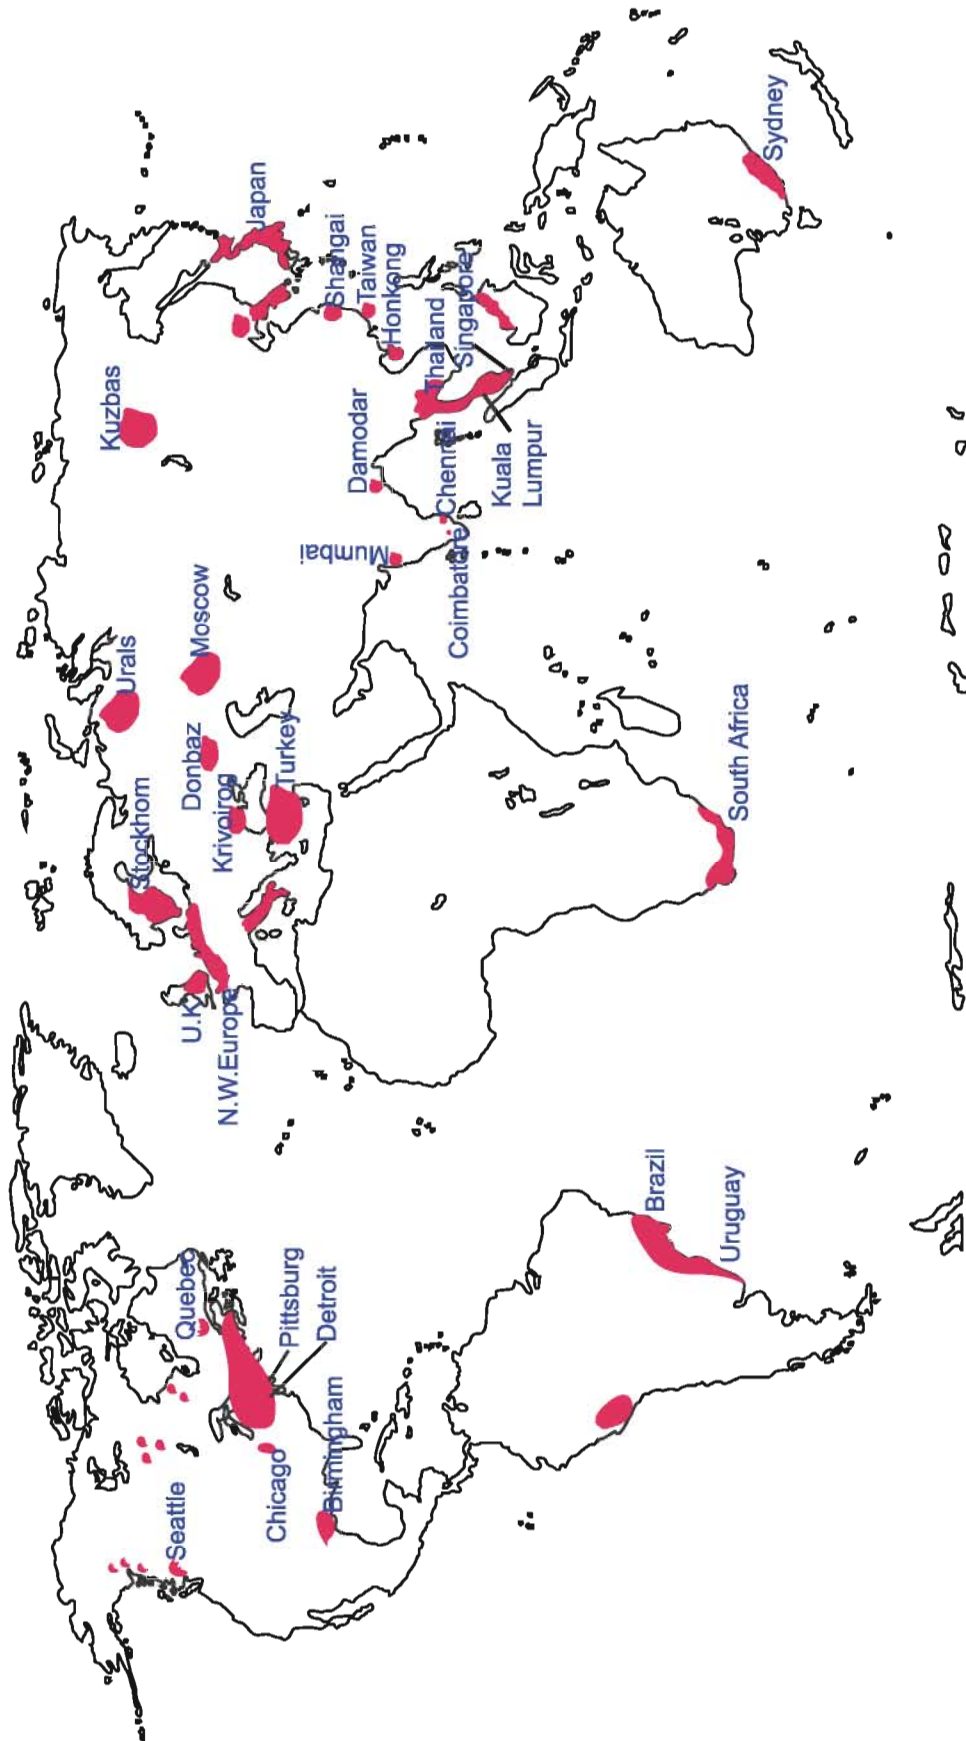 Seattle
Chicago
Birmingham
Quebec
Pittsburg
Detroit
Brazil
Uruguay
U.K
N.W.Europe
Stockhom
Krivoirog
Donbaz
Turkey
Urals
Moscow
South Africa
Kuzbas
Mumbai
Coimbature
Damodar
Chennai
Kuala
Lumpur
Thailand
Singapore
Honkong
Taiwan
Shangai
Japan
Sydney